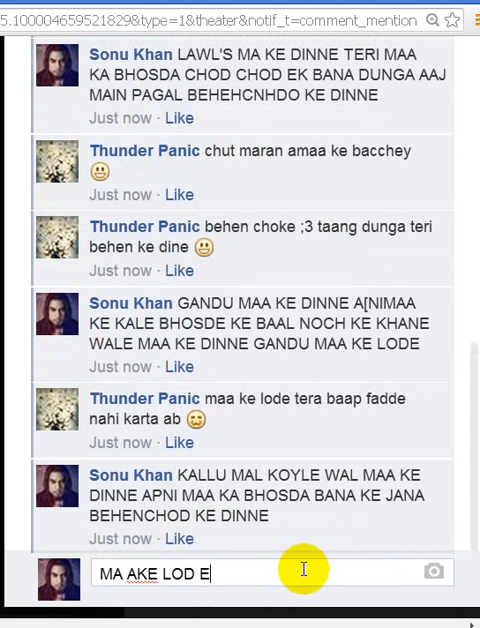 5.100004659521829&type=1&theater&notif_t=comment_mention
Sonu Khan LAWL'S MA KE DINNE TERI MAA
KA BHOSDA CHOD CHOD EK BANA DUNGA AAJ
MAIN PAGAL BEHEHCNHDO KE DINNE
Just now · Like
Thunder Panic chut maran amaa ke bacchey
Just now · Like
Thunder Panic behen choke ;3 taang dunga teri
behen ke dine
Just now · Like
Sonu Khan GANDU MAA KE DINNE A[NIMAA
KE KALE BHOSDE KE BAAL NOCH KE KHANE
WALE MAA KE DINNE GANDU MAA KE LODE
Just now · Like
Thunder Panic maa ke lode tera baap fadde
nahi karta ab
Just now · Like
Sonu Khan KALLU MAL KOYLE WAL MAA KE
DINNE APNI MAA KA BHOSDA BANA KE JANA
BEHENCHOD KE DINNE
Just now · Like
MA AKE LOD E